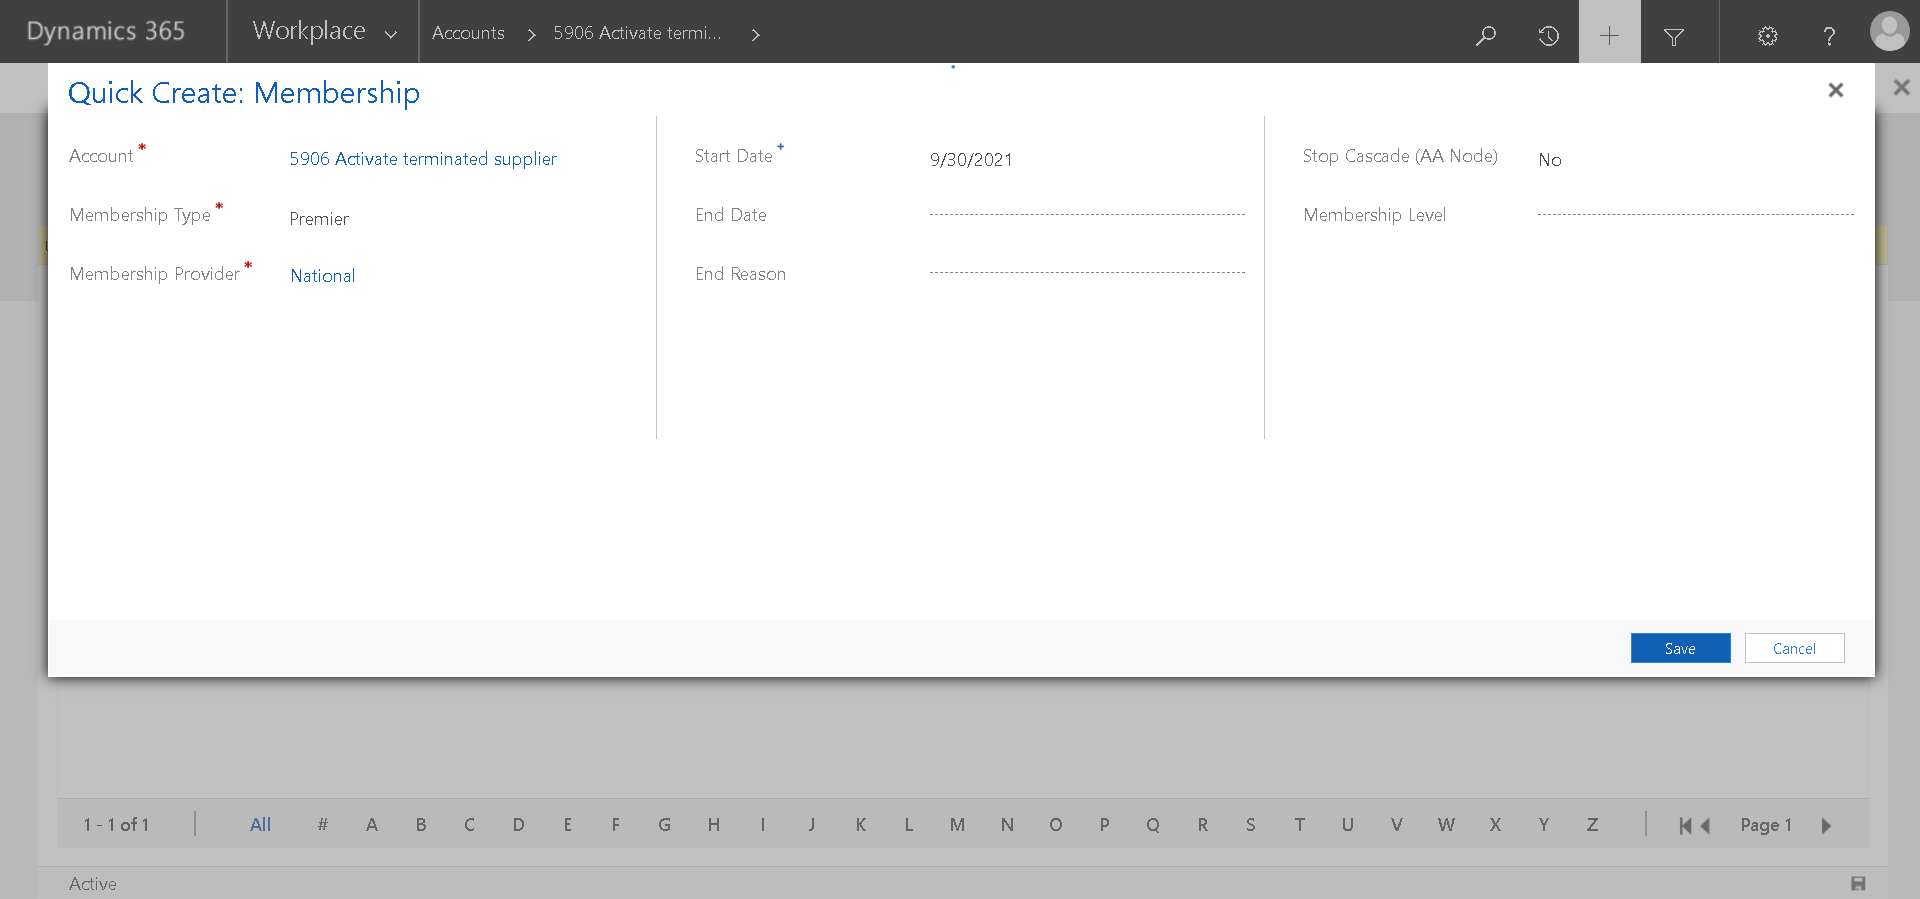 Dynamics 365 Workplace Accounts 5906 Activate termi...
Quick Create: Membership
Account * 5906 Activate terminated supplier
Membership Type * Premier
Membership Provider * National
Start Date + 9/30/2021
End Date
End Reason
Stop Cascade (AA Node) No
Membership Level
Save Cancel
1 - 1 of 1 All # A B C D E F G H I J K L M N O P Q R S T U V W X Y Z Page 1
Active